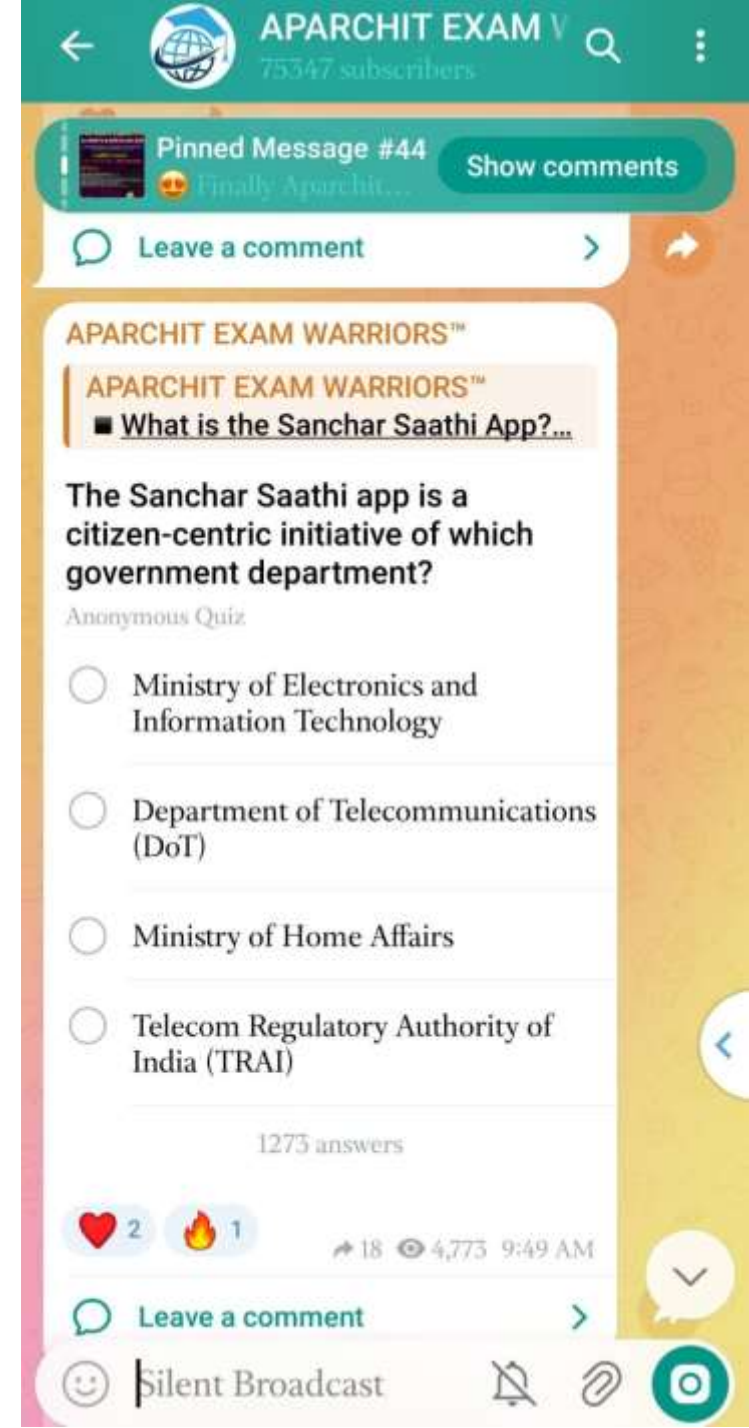 APARCHIT EXAM W
75347 subscribers
Pinned Message #44
Finally Aparchit...
Show comments
Leave a comment
APARCHIT EXAM WARRIORS™
APARCHIT EXAM WARRIORS™
What is the Sanchar Saathi App?...
The Sanchar Saathi app is a
citizen-centric initiative of which
government department?
Anonymous Quiz
Ministry of Electronics and
Information Technology
Department of Telecommunications
(DoT)
Ministry of Home Affairs
Telecom Regulatory Authority of
India (TRAI)
1273 answers
2 1
18 4,773 9:49 AM
Leave a comment
Silent Broadcast